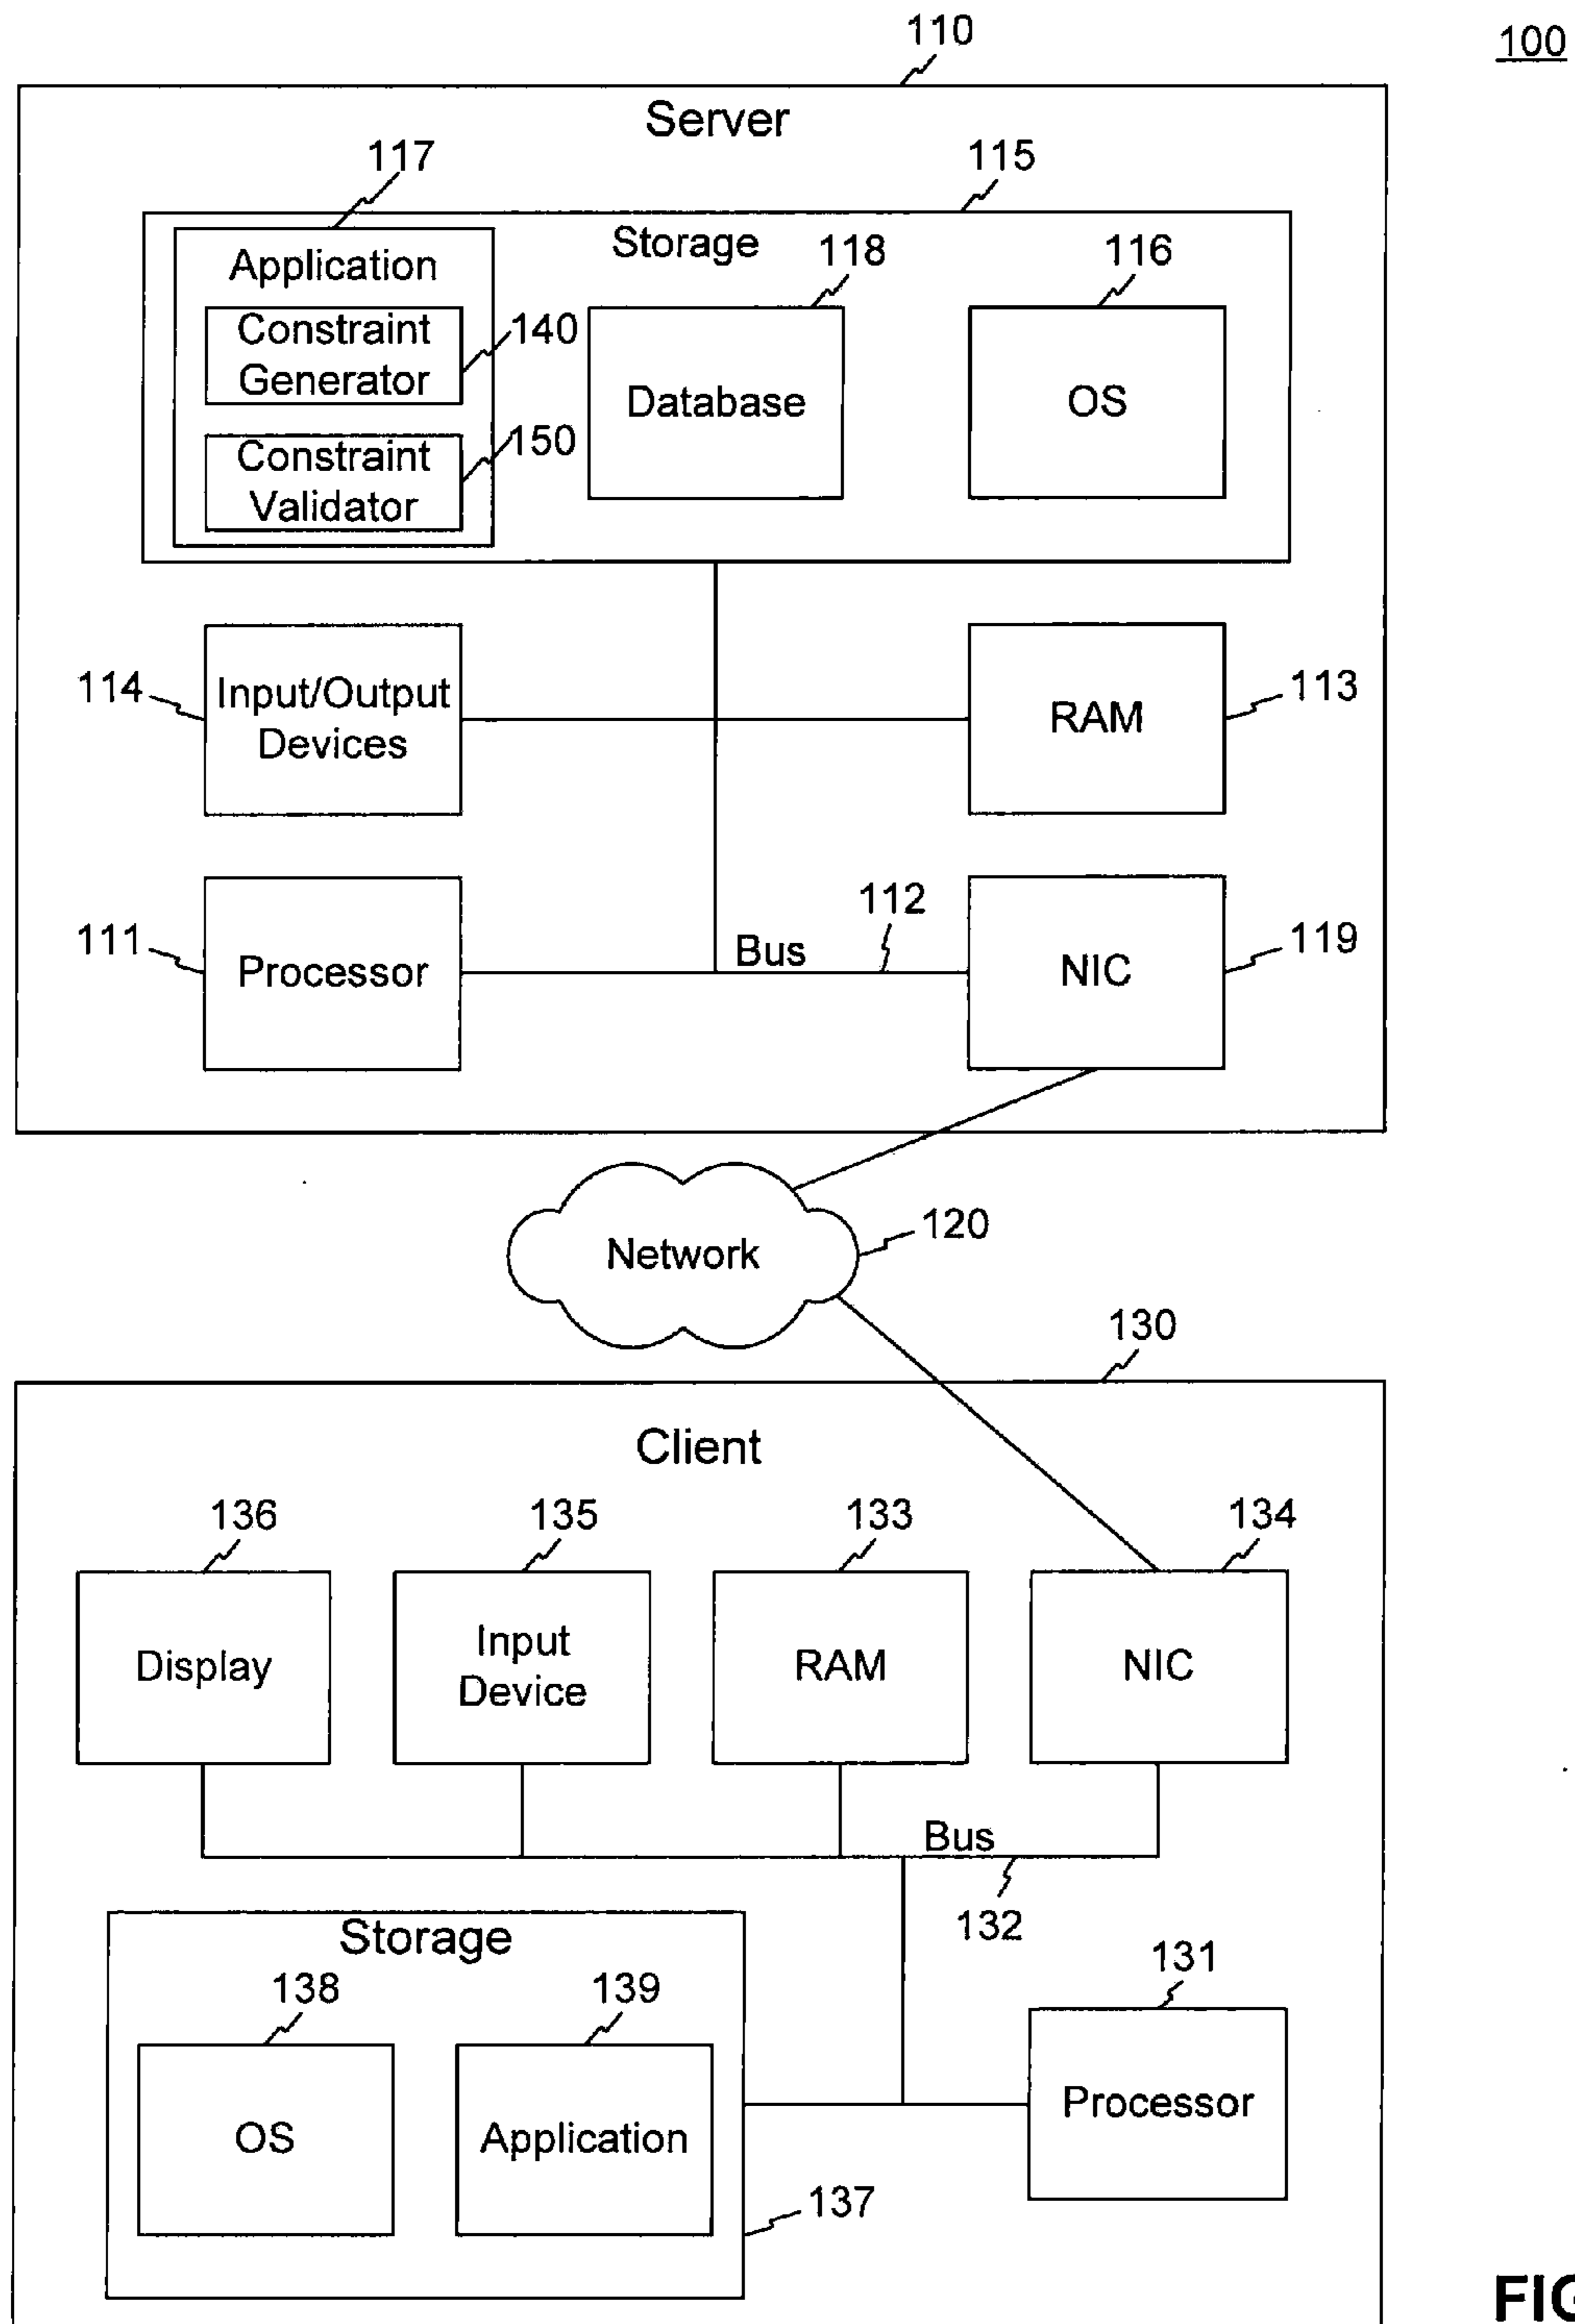 110
100
Server
117
115
Application
Storage
118
116
Constraint
Generator
140
Database
OS
Constraint
Validator
150
114
Input/Output
Devices
RAM
113
111
Processor
Bus
112
NIC
119
Network
120
130
Client
136
135
133
134
Display
Input
Device
RAM
NIC
Bus
132
Storage
131
138
139
OS
Application
Processor
137
FIG